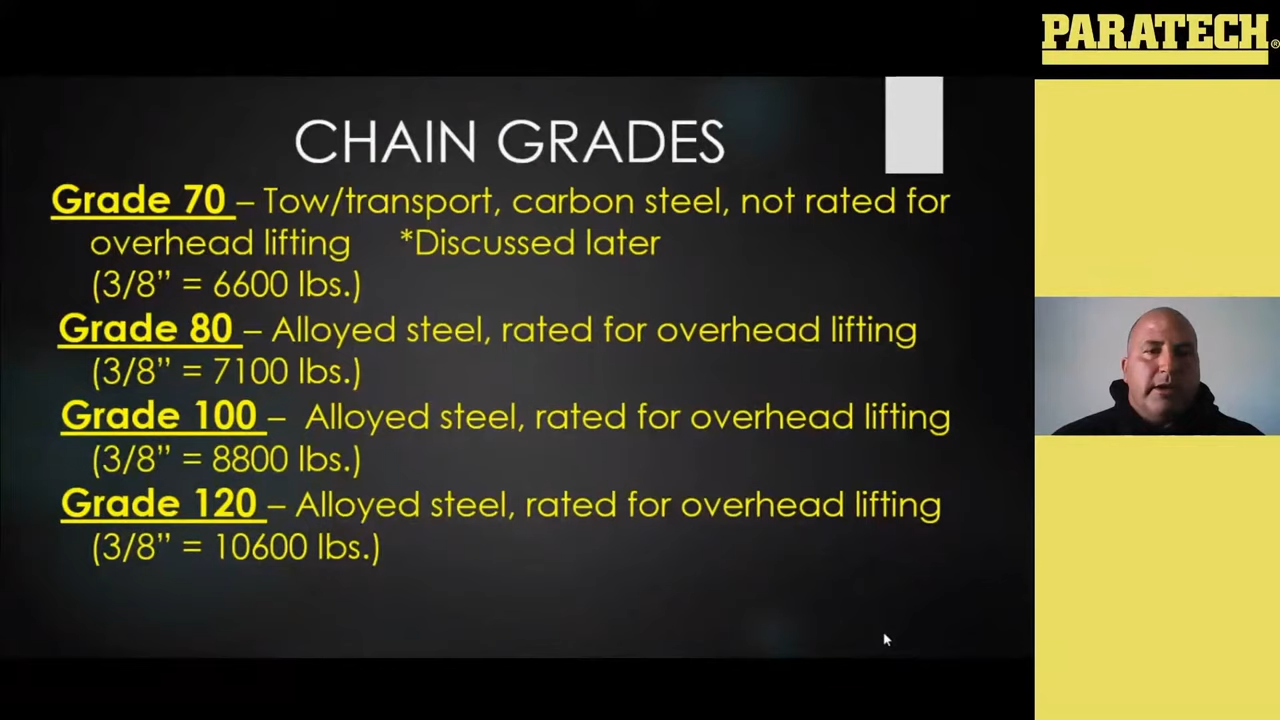 PARATECH®
CHAIN GRADES
Grade 70 – Tow/transport, carbon steel, not rated for
overhead lifting *Discussed later
(3/8” = 6600 lbs.)
Grade 80 – Alloyed steel, rated for overhead lifting
(3/8” = 7100 lbs.)
Grade 100 – Alloyed steel, rated for overhead lifting
(3/8” = 8800 lbs.)
Grade 120 – Alloyed steel, rated for overhead lifting
(3/8” = 10600 lbs.)